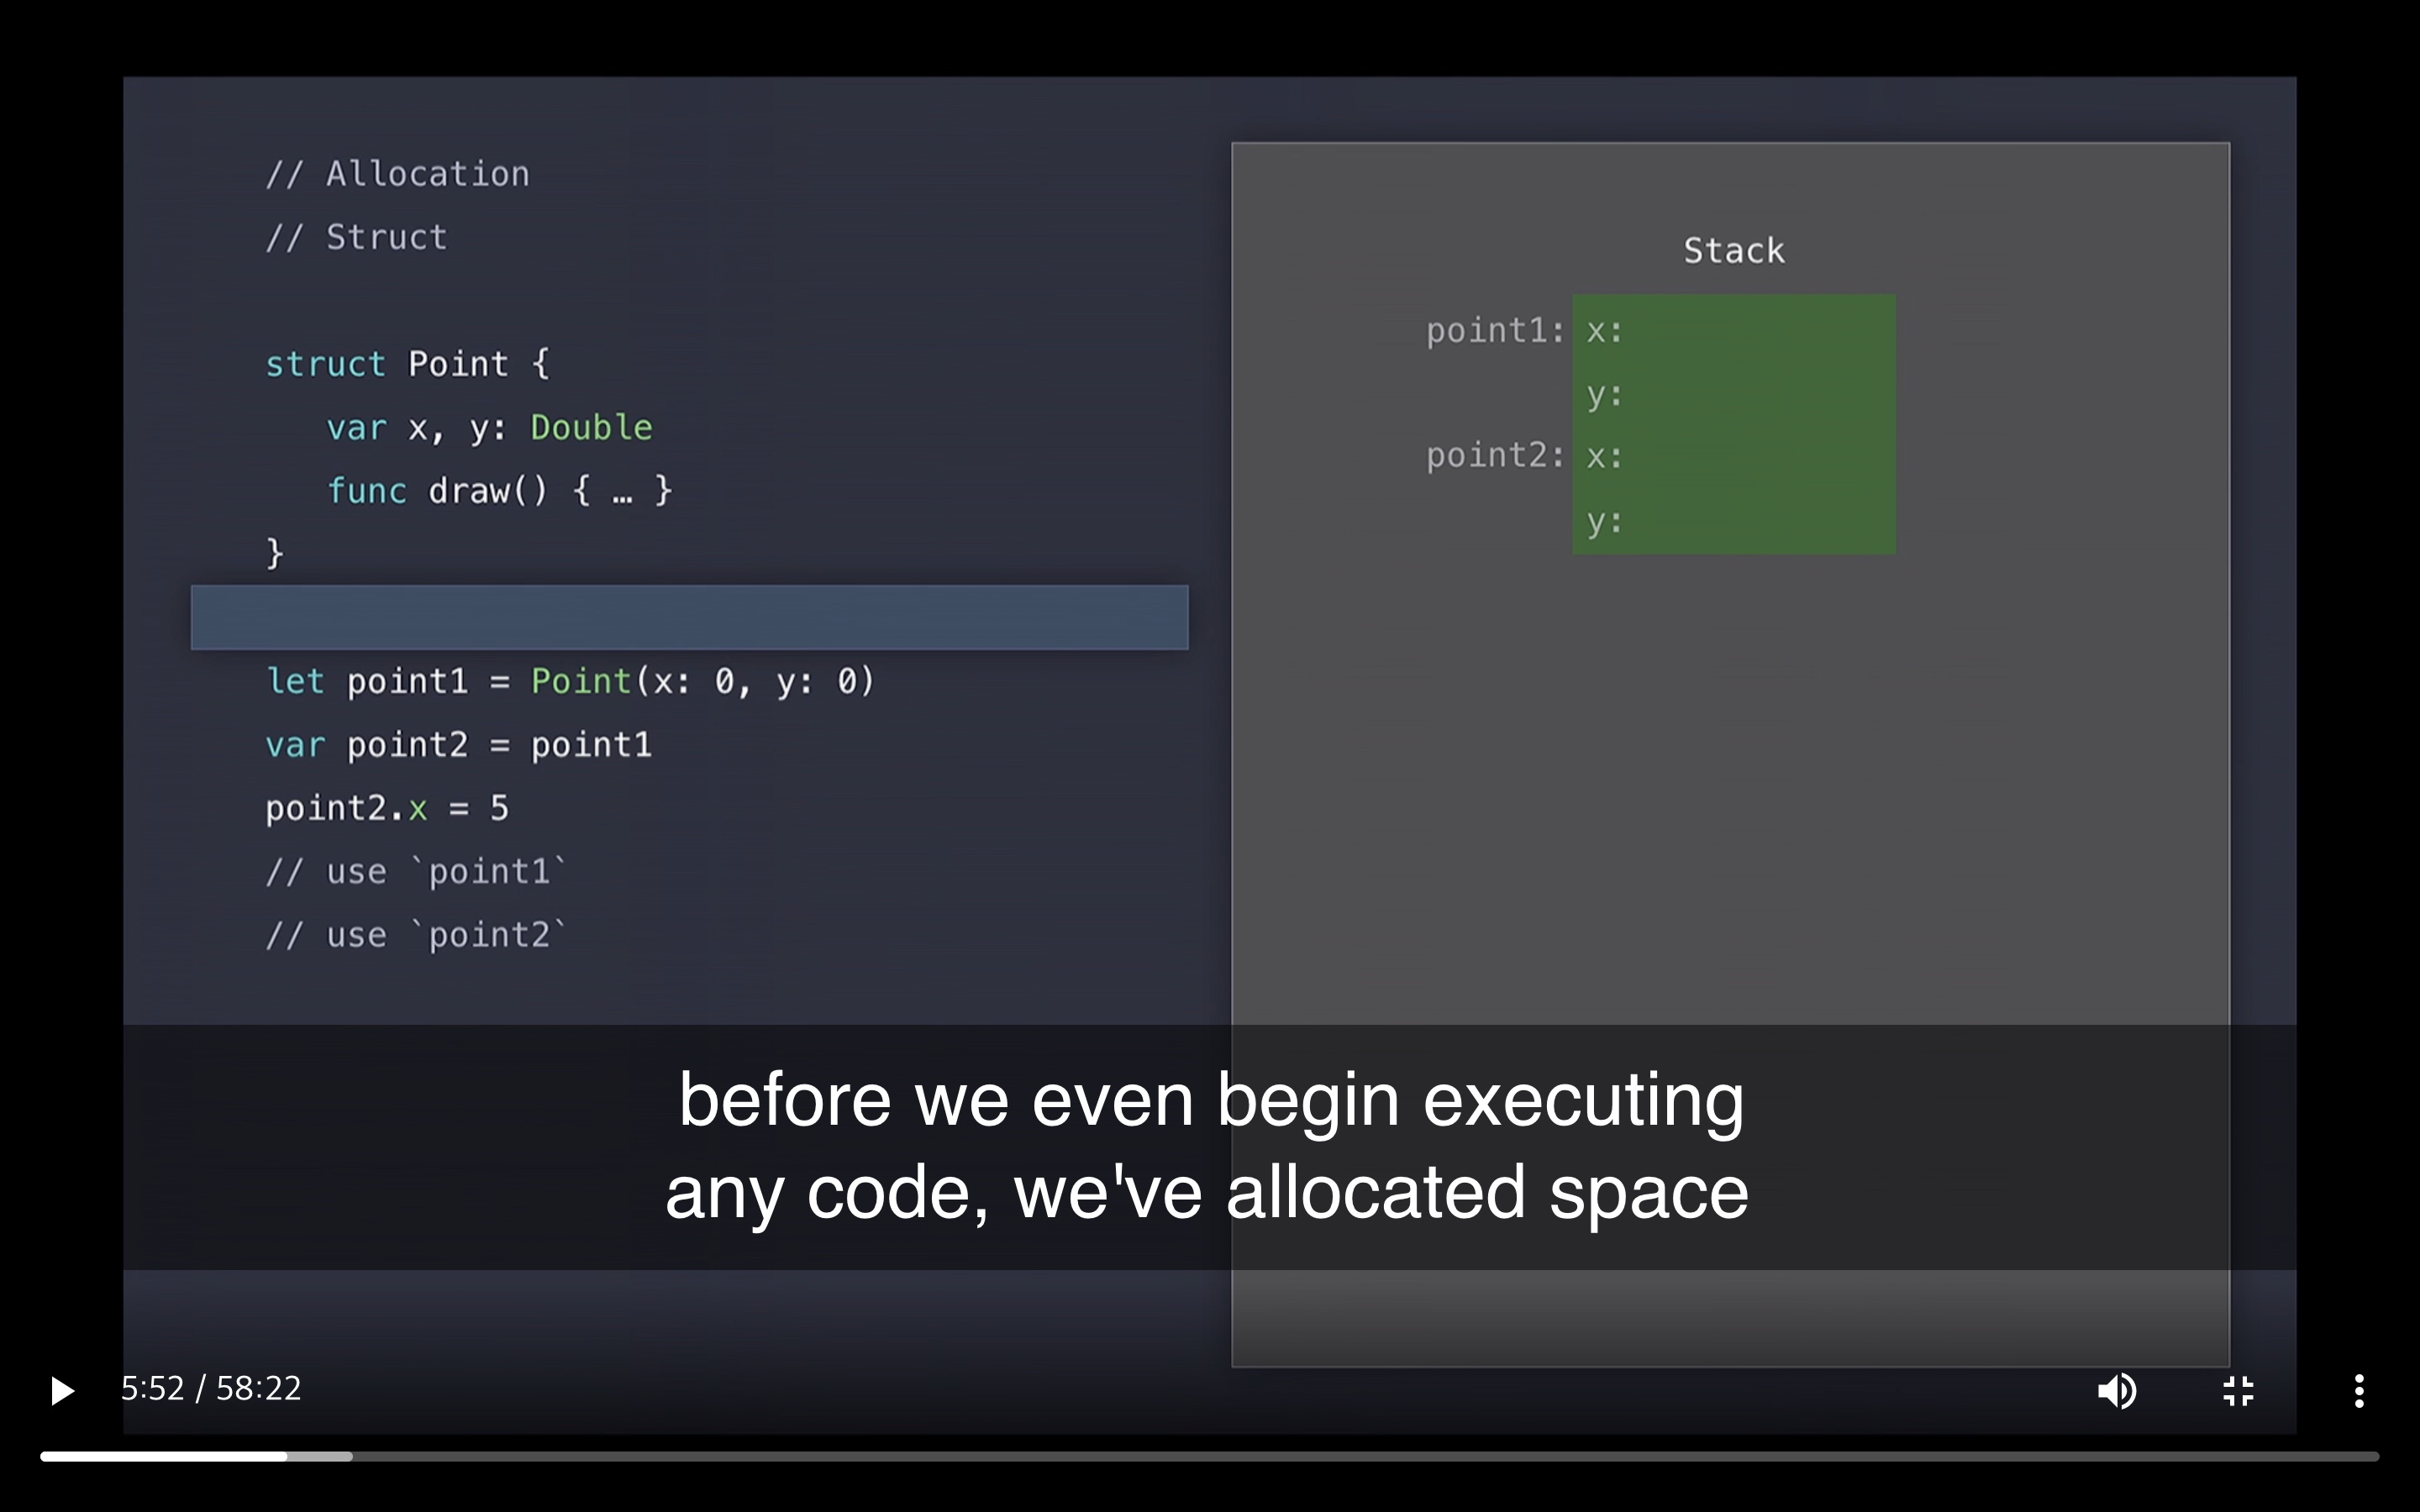 // Allocation
// Struct
struct Point {
var x, y: Double
func draw() { … }
}
let point1 = Point(x: 0, y: 0)
var point2 = point1
point2.x = 5
// use `point1`
// use `point2`
Stack
point1: x:
y:
point2: x:
y:
before we even begin executing
any code, we've allocated space
5:52 / 58:22